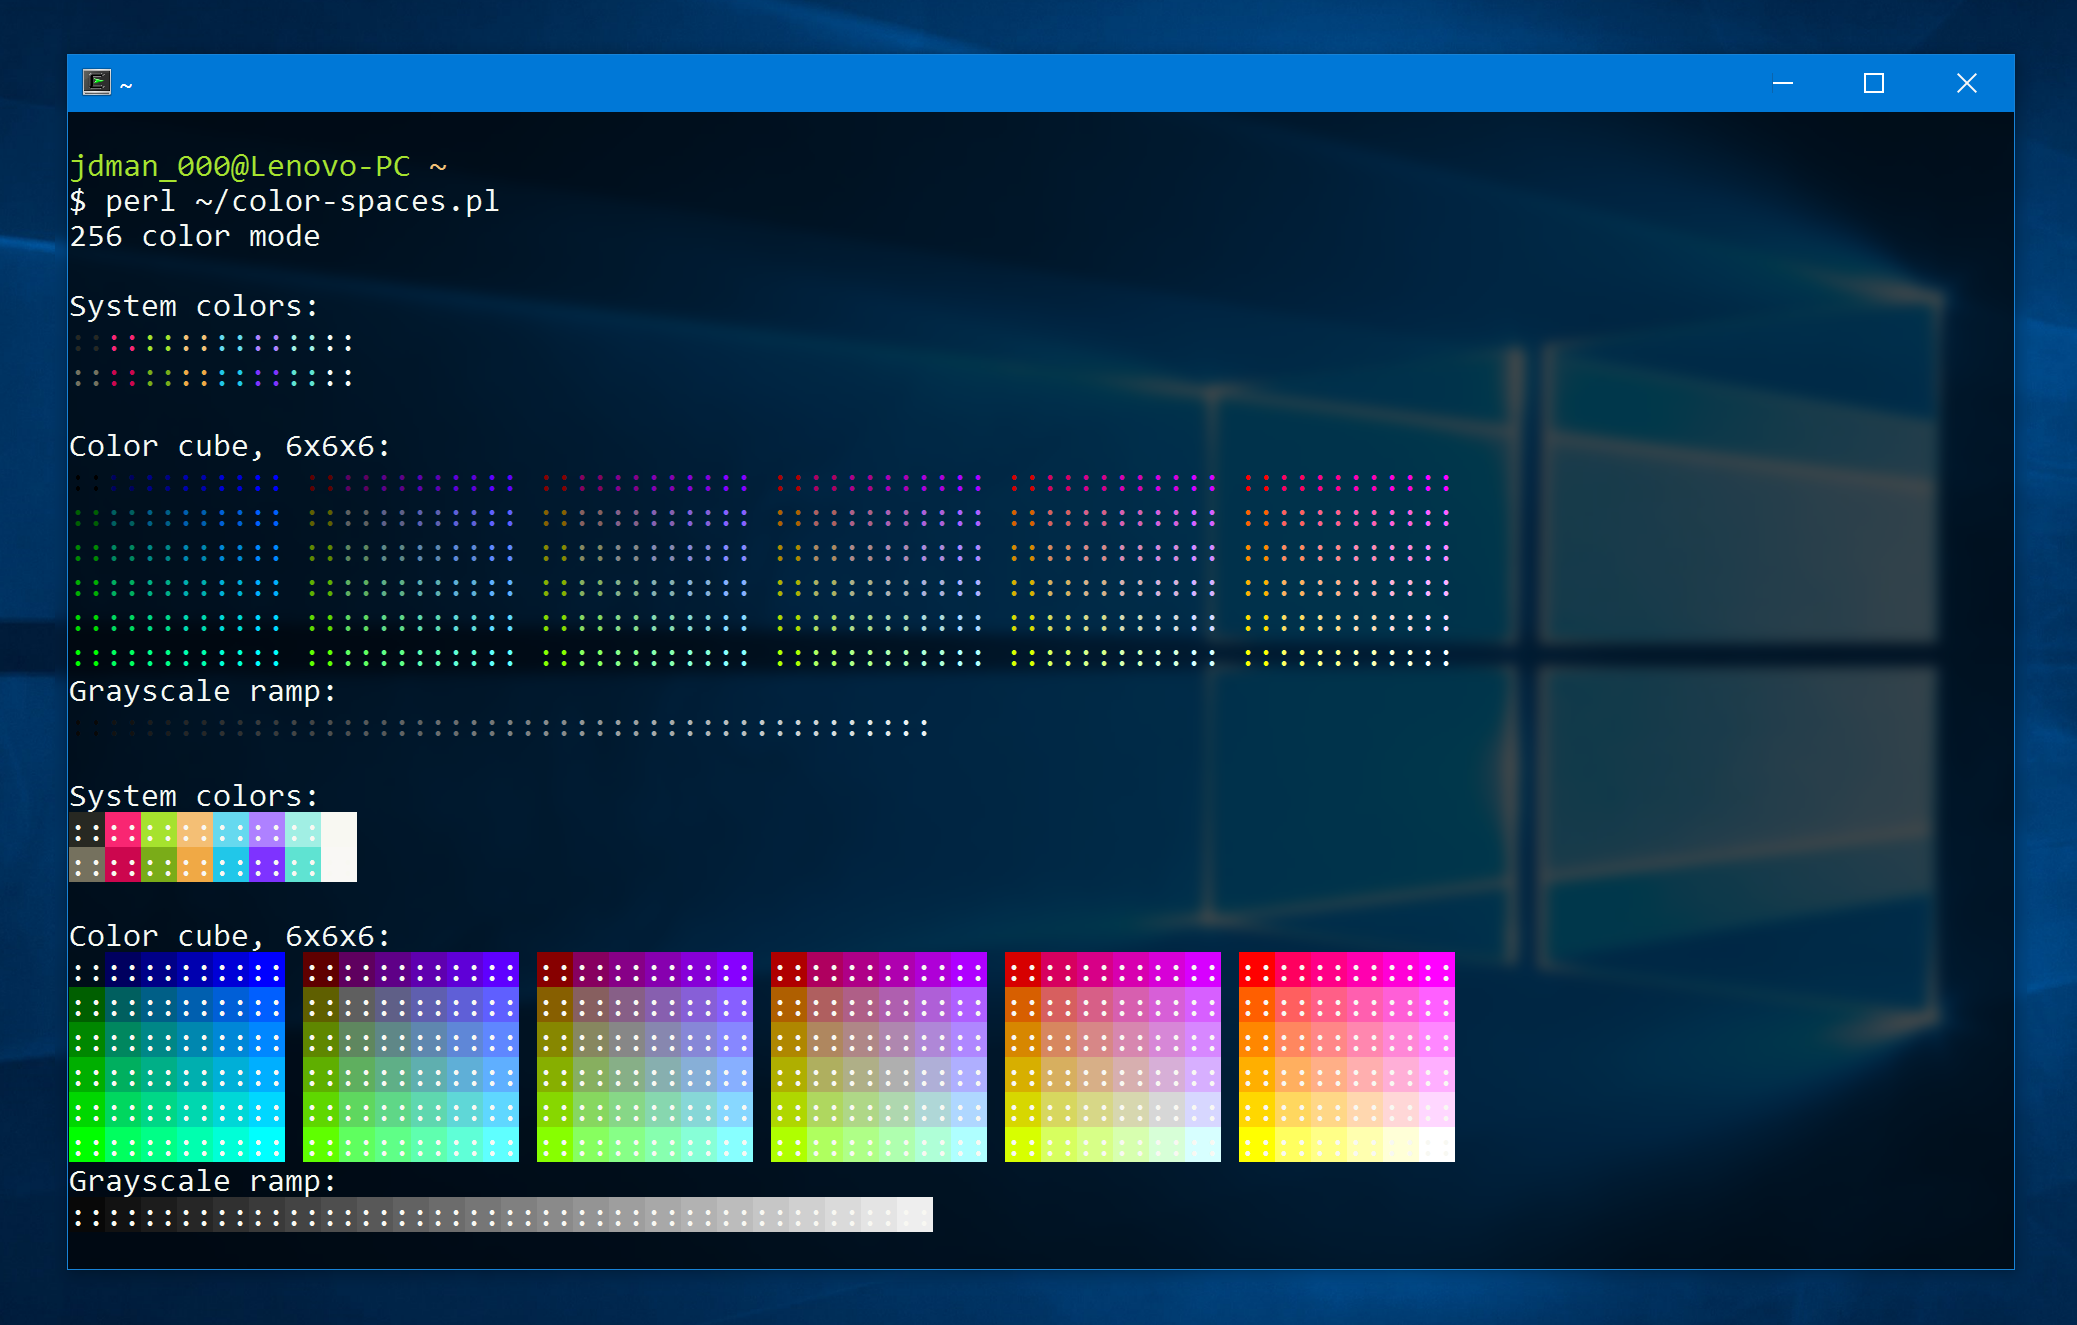 ~
jdman_000@Lenovo-PC ~
$ perl ~/color-spaces.pl
256 color mode
System colors:
::::::::::::::::
::::::::::::::::
Color cube, 6x6x6:
:::::::::::: :::::::::::: :::::::::::: :::::::::::: :::::::::::: ::::::::::::
:::::::::::: :::::::::::: :::::::::::: :::::::::::: :::::::::::: ::::::::::::
:::::::::::: :::::::::::: :::::::::::: :::::::::::: :::::::::::: ::::::::::::
:::::::::::: :::::::::::: :::::::::::: :::::::::::: :::::::::::: ::::::::::::
:::::::::::: :::::::::::: :::::::::::: :::::::::::: :::::::::::: ::::::::::::
:::::::::::: :::::::::::: :::::::::::: :::::::::::: :::::::::::: ::::::::::::
Grayscale ramp:
::::::::::::::::::::::::::::::::::::::::::::::::
System colors:
::::::::::::::
::::::::::::::
Color cube, 6x6x6:
:::::::::::: :::::::::::: :::::::::::: :::::::::::: :::::::::::: ::::::::::::
:::::::::::: :::::::::::: :::::::::::: :::::::::::: :::::::::::: ::::::::::::
:::::::::::: :::::::::::: :::::::::::: :::::::::::: :::::::::::: ::::::::::::
:::::::::::: :::::::::::: :::::::::::: :::::::::::: :::::::::::: ::::::::::::
:::::::::::: :::::::::::: :::::::::::: :::::::::::: :::::::::::: ::::::::::::
:::::::::::: :::::::::::: :::::::::::: :::::::::::: :::::::::::: ::::::::::::
Grayscale ramp:
::::::::::::::::::::::::::::::::::::::::::::::::